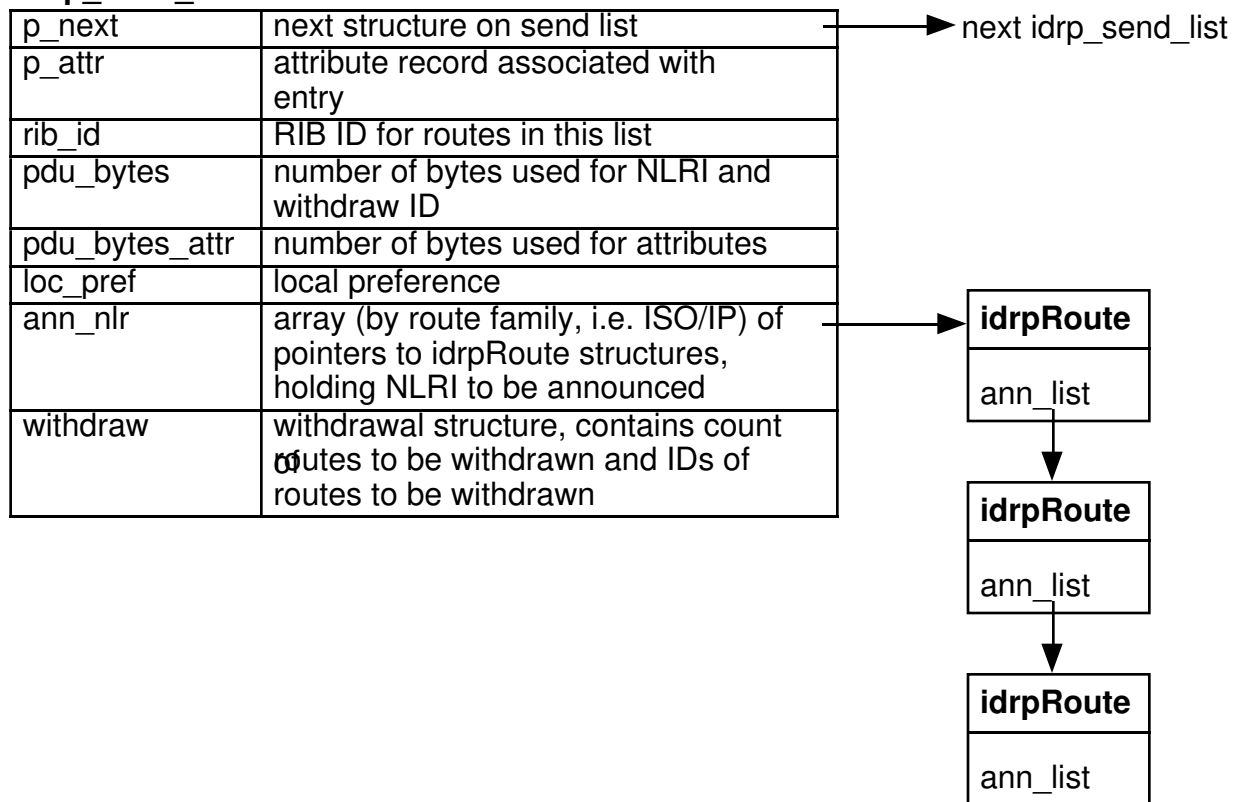 p_next next structure on send list next idrp_send_list
p_attr attribute record associated with
entry
rib_id RIB ID for routes in this list
pdu_bytes number of bytes used for NLRI and
withdraw ID
pdu_bytes_attr number of bytes used for attributes
loc_pref local preference
ann_nlr array (by route family, i.e. ISO/IP) of
pointers to idrpRoute structures,
holding NLRI to be announced
withdraw withdrawal structure, contains count
of routes to be withdrawn and IDs of
routes to be withdrawn
idrpRoute
ann_list
idrpRoute
ann_list
idrpRoute
ann_list